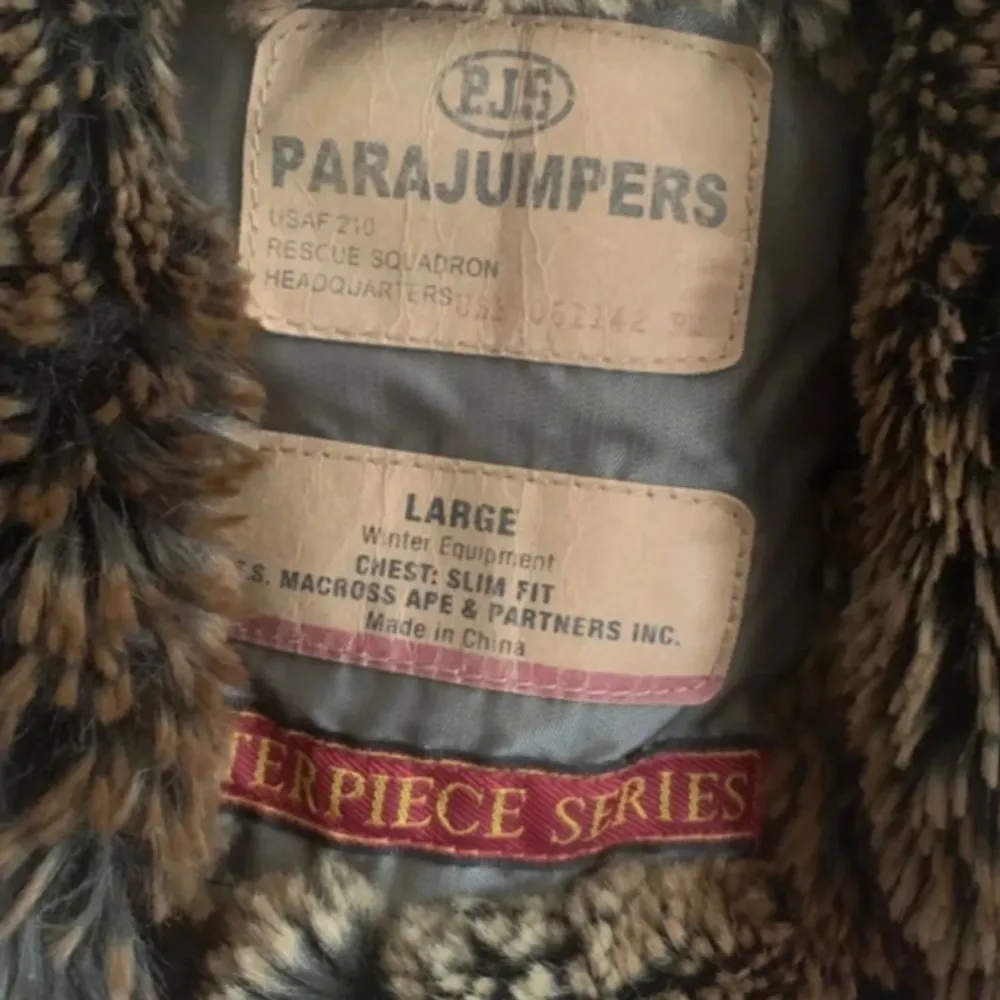 P.J.S
PARAJUMPERS
USAF 210
RESCUE SQUADRON
HEADQUARTERS
061142
LARGE
Winter Equipment
CHEST: SLIM FIT
.S. MACROSS APE & PARTNERS INC.
Made in China
TERPIECE SERIES